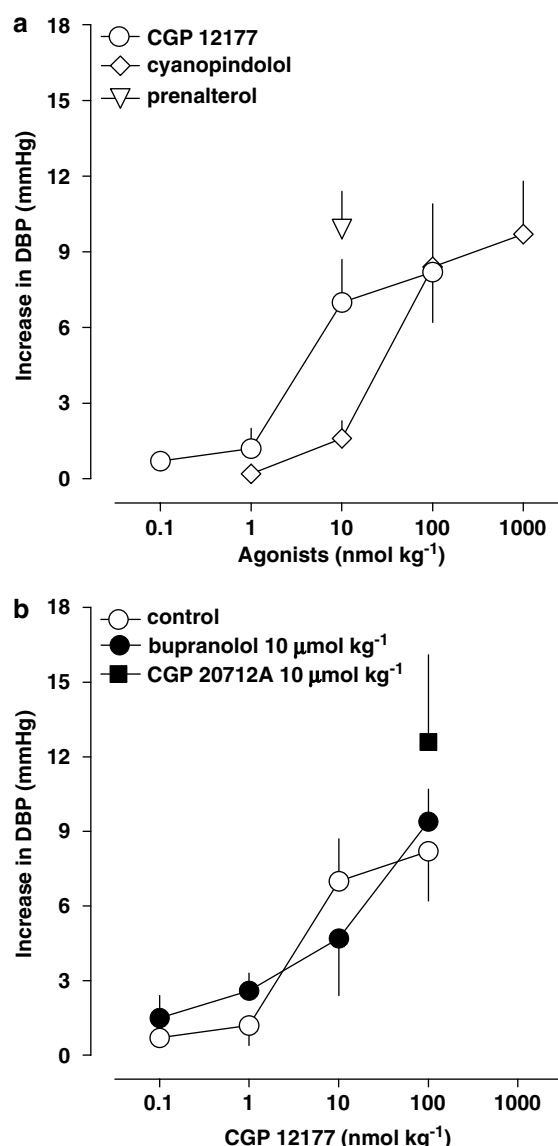 a
18
15
12
9
6
3
0
Increase in DBP (mmHg)
CGP 12177
cyanopindolol
prenalterol
0.1 1 10 100 1000
Agonists (nmol kg⁻¹)
b
18
15
12
9
6
3
0
Increase in DBP (mmHg)
control
bupranolol 10 μmol kg⁻¹
CGP 20712A 10 μmol kg⁻¹
0.1 1 10 100 1000
CGP 12177 (nmol kg⁻¹)